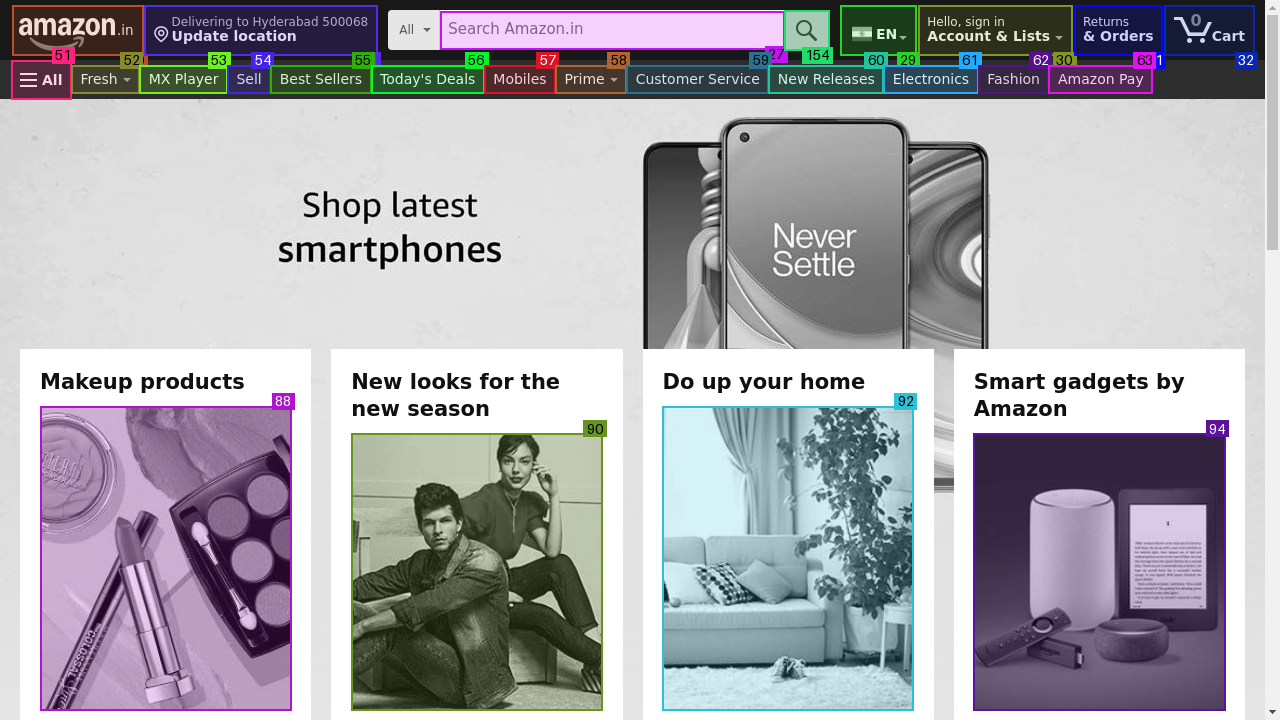 amazon.in
Delivering to Hyderabad 500068
Update location
All
Search Amazon.in
EN
Hello, sign in
Account & Lists
Returns
& Orders
0
Cart
51
52
53
54
55
56
57
58
59
27
154
60
29
61
62
30
63
1
32
All
Fresh
MX Player
Sell
Best Sellers
Today's Deals
Mobiles
Prime
Customer Service
New Releases
Electronics
Fashion
Amazon Pay
Shop latest
smartphones
Never
Settle
Makeup products
88
New looks for the
new season
90
Do up your home
92
Smart gadgets by
Amazon
94
COLOSSAL